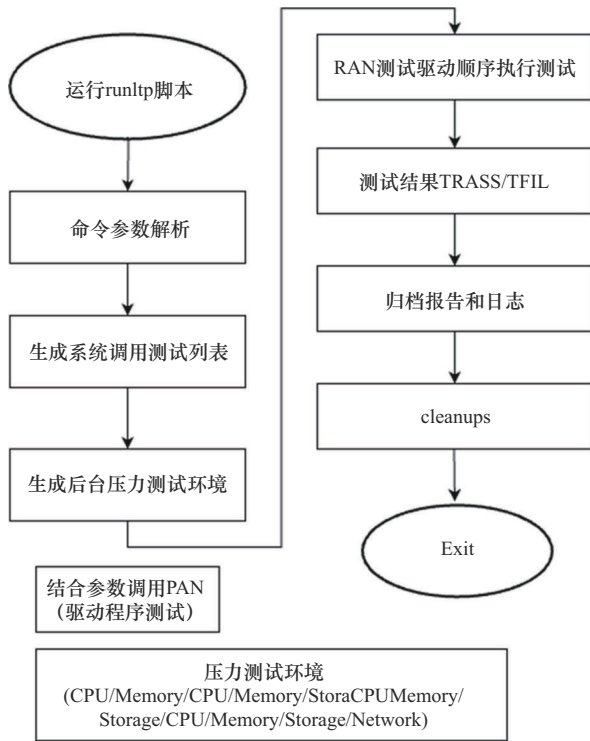 运行runltp脚本
命令参数解析
生成系统调用测试列表
生成后台压力测试环境
结合参数调用PAN
(驱动程序测试)
压力测试环境
(CPU/Memory/CPU/Memory/StoraCPUMemory/
Storage/CPU/Memory/Storage/Network)
RAN测试驱动顺序执行测试
测试结果TRASS/TFIL
归档报告和日志
cleanups
Exit